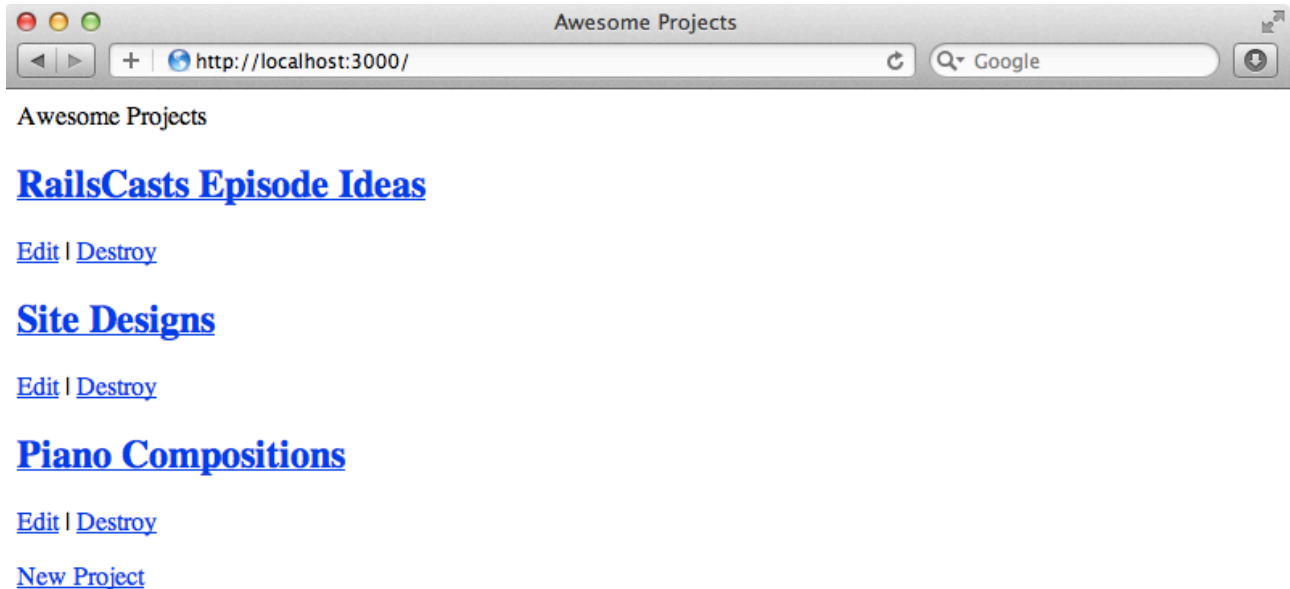 Awesome Projects
+ http://localhost:3000/ Google
Awesome Projects
RailsCasts Episode Ideas
Edit | Destroy
Site Designs
Edit | Destroy
Piano Compositions
Edit | Destroy
New Project